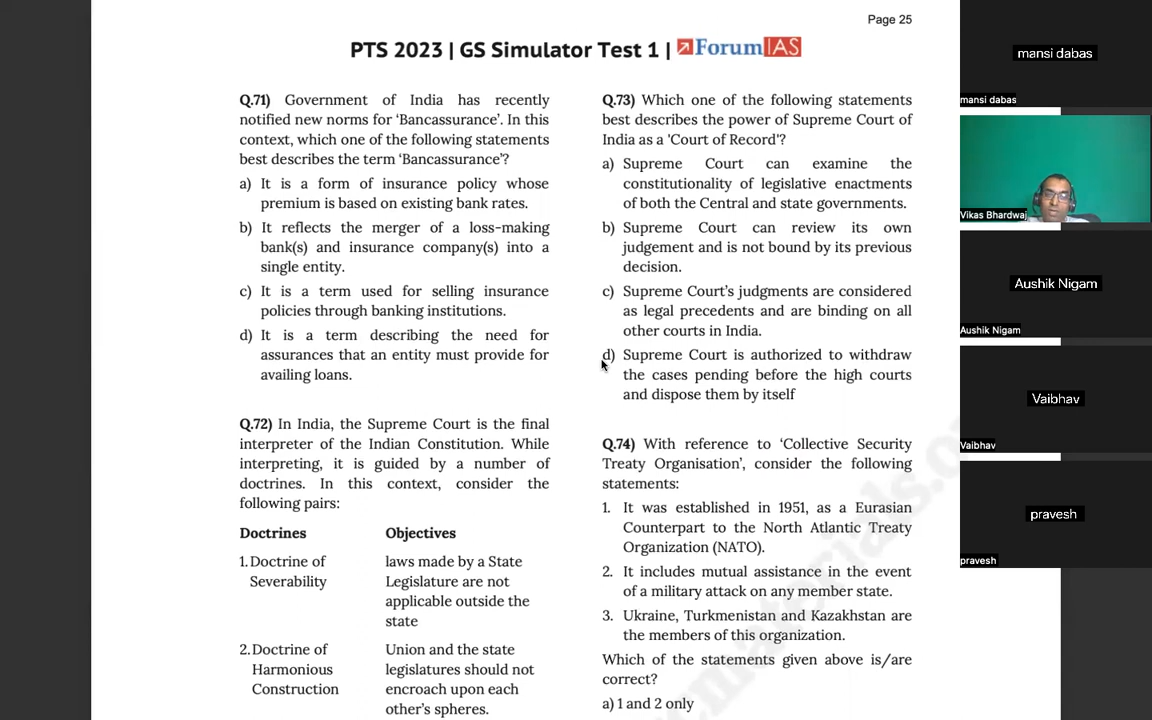 Page 25
PTS 2023 | GS Simulator Test 1 | ForumIAS
Q.71) Government of India has recently
notified new norms for ‘Bancassurance’. In this
context, which one of the following statements
best describes the term ‘Bancassurance’?
a) It is a form of insurance policy whose
premium is based on existing bank rates.
b) It reflects the merger of a loss-making
bank(s) and insurance company(s) into a
single entity.
c) It is a term used for selling insurance
policies through banking institutions.
d) It is a term describing the need for
assurances that an entity must provide for
availing loans.
Q.72) In India, the Supreme Court is the final
interpreter of the Indian Constitution. While
interpreting, it is guided by a number of
doctrines. In this context, consider the
following pairs:
Doctrines Objectives
1. Doctrine of laws made by a State
Severability Legislature are not
applicable outside the
state
2. Doctrine of Union and the state
Harmonious legislatures should not
Construction encroach upon each
other’s spheres.
Q.73) Which one of the following statements
best describes the power of Supreme Court of
India as a 'Court of Record'?
a) Supreme Court can examine the
constitutionality of legislative enactments
of both the Central and state governments.
b) Supreme Court can review its own
judgement and is not bound by its previous
decision.
c) Supreme Court’s judgments are considered
as legal precedents and are binding on all
other courts in India.
d) Supreme Court is authorized to withdraw
the cases pending before the high courts
and dispose them by itself
Q.74) With reference to ‘Collective Security
Treaty Organisation’, consider the following
statements:
1. It was established in 1951, as a Eurasian
Counterpart to the North Atlantic Treaty
Organization (NATO).
2. It includes mutual assistance in the event
of a military attack on any member state.
3. Ukraine, Turkmenistan and Kazakhstan are
the members of this organization.
Which of the statements given above is/are
correct?
a) 1 and 2 only
mansi dabas
mansi dabas
Vikas Bhardwaj
Aushik Nigam
Aushik Nigam
Vaibhav
Vaibhav
pravesh
pravesh